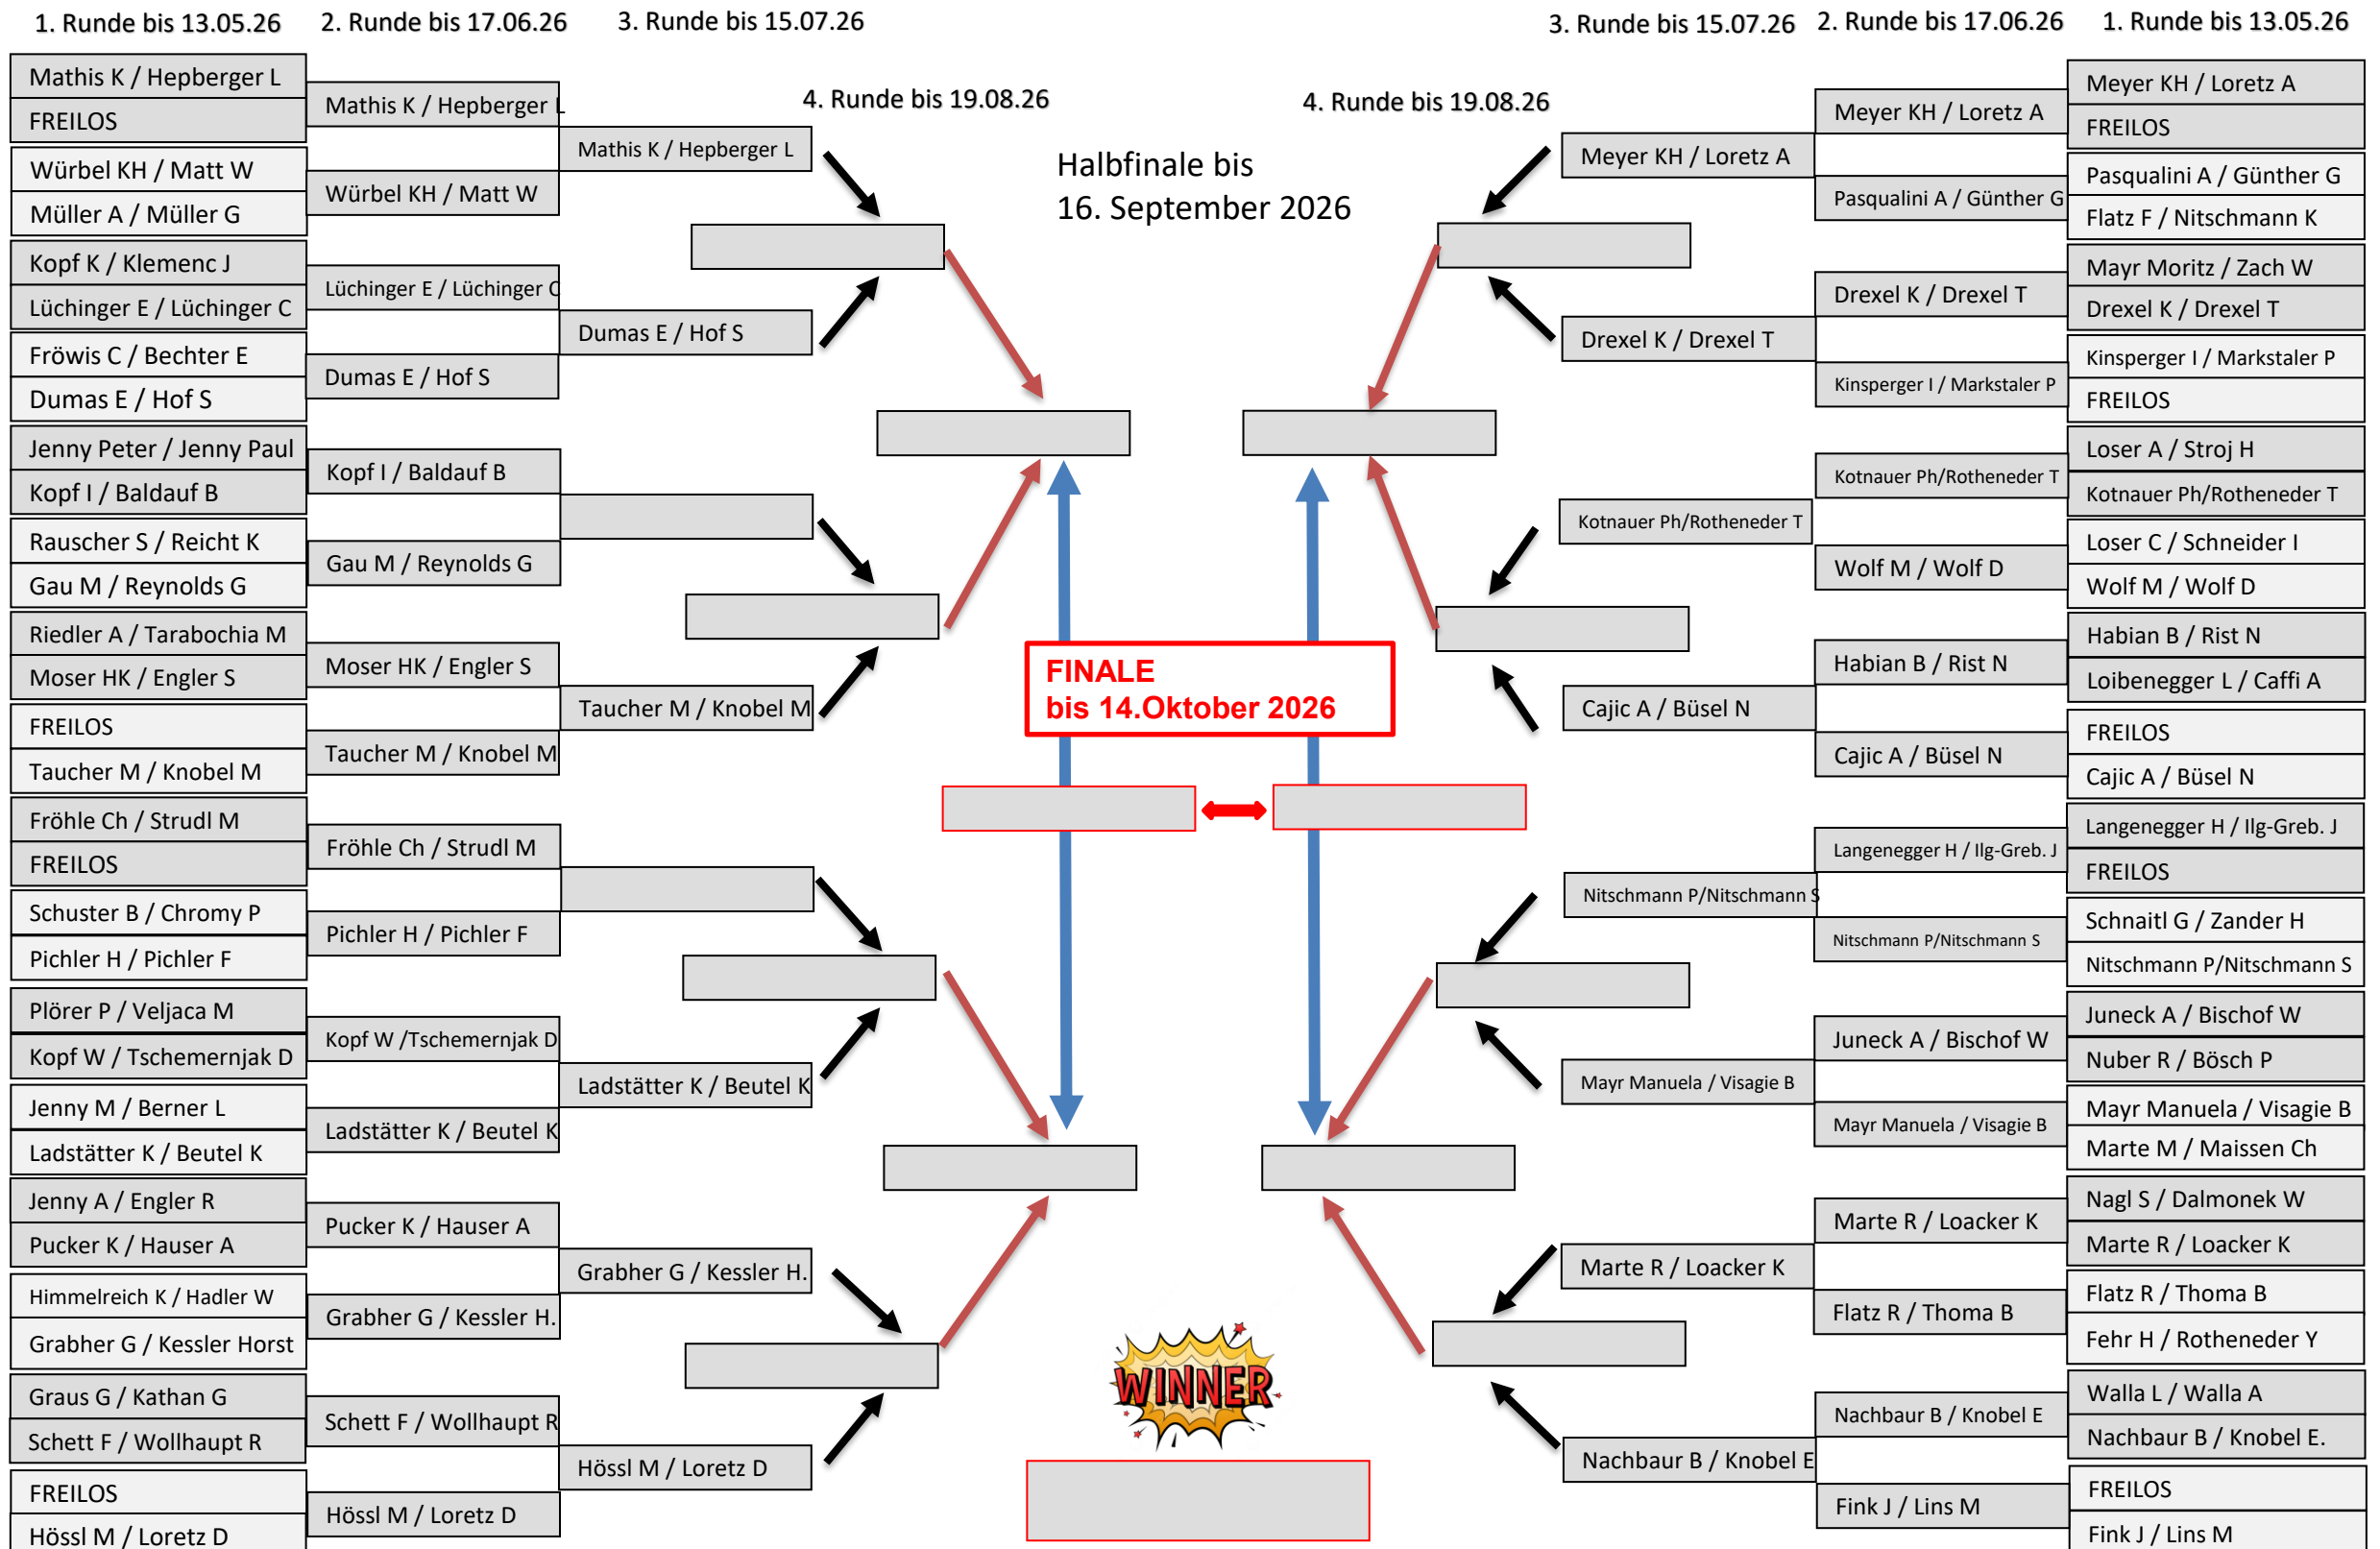 1. Runde bis 13.05.26
2. Runde bis 17.06.26
3. Runde bis 15.07.26
3. Runde bis 15.07.26
2. Runde bis 17.06.26
1. Runde bis 13.05.26
4. Runde bis 19.08.26
4. Runde bis 19.08.26
Mathis K / Hepberger L
FREILOS
Würbel KH / Matt W
Müller A / Müller G
Kopf K / Klemenc J
Lüchinger E / Lüchinger C
Fröwis C / Bechter E
Dumas E / Hof S
Jenny Peter / Jenny Paul
Kopf I / Baldauf B
Rauscher S / Reicht K
Gau M / Reynolds G
Riedler A / Tarabochia M
Moser HK / Engler S
FREILOS
Taucher M / Knobel M
Fröhle Ch / Strudl M
FREILOS
Schuster B / Chromy P
Pichler H / Pichler F
Plörer P / Veljaca M
Kopf W / Tschemernjak D
Jenny M / Berner L
Ladstätter K / Beutel K
Jenny A / Engler R
Pucker K / Hauser A
Himmelreich K / Hadler W
Grabher G / Kessler Horst
Graus G / Kathan G
Schett F / Wollhaupt R
FREILOS
Hössl M / Loretz D
Mathis K / Hepberger L
Würbel KH / Matt W
Lüchinger E / Lüchinger C
Dumas E / Hof S
Kopf I / Baldauf B
Gau M / Reynolds G
Moser HK / Engler S
Taucher M / Knobel M
Fröhle Ch / Strudl M
Pichler H / Pichler F
Kopf W /Tschemernjak D
Ladstätter K / Beutel K
Pucker K / Hauser A
Grabher G / Kessler H.
Schett F / Wollhaupt R
Hössl M / Loretz D
Mathis K / Hepberger L
Dumas E / Hof S
Taucher M / Knobel M
Ladstätter K / Beutel K
Grabher G / Kessler H.
Hössl M / Loretz D
Halbfinale bis
16. September 2026
FINALE
bis 14.Oktober 2026
WINNER
Meyer KH / Loretz A
Drexel K / Drexel T
Kotnauer Ph/Rotheneder T
Cajic A / Büsel N
Nitschmann P/Nitschmann S
Mayr Manuela / Visagie B
Marte R / Loacker K
Nachbaur B / Knobel E
Meyer KH / Loretz A
Pasqualini A / Günther G
Drexel K / Drexel T
Kinsperger I / Markstaler P
Kotnauer Ph/Rotheneder T
Wolf M / Wolf D
Habian B / Rist N
Cajic A / Büsel N
Langenegger H / Ilg-Greb. J
Nitschmann P/Nitschmann S
Juneck A / Bischof W
Mayr Manuela / Visagie B
Marte R / Loacker K
Flatz R / Thoma B
Nachbaur B / Knobel E
Fink J / Lins M
Meyer KH / Loretz A
FREILOS
Pasqualini A / Günther G
Flatz F / Nitschmann K
Mayr Moritz / Zach W
Drexel K / Drexel T
Kinsperger I / Markstaler P
FREILOS
Loser A / Stroj H
Kotnauer Ph/Rotheneder T
Loser C / Schneider I
Wolf M / Wolf D
Habian B / Rist N
Loibenegger L / Caffi A
FREILOS
Cajic A / Büsel N
Langenegger H / Ilg-Greb. J
FREILOS
Schnaitl G / Zander H
Nitschmann P/Nitschmann S
Juneck A / Bischof W
Nuber R / Bösch P
Mayr Manuela / Visagie B
Marte M / Maissen Ch
Nagl S / Dalmonek W
Marte R / Loacker K
Flatz R / Thoma B
Fehr H / Rotheneder Y
Walla L / Walla A
Nachbaur B / Knobel E.
FREILOS
Fink J / Lins M